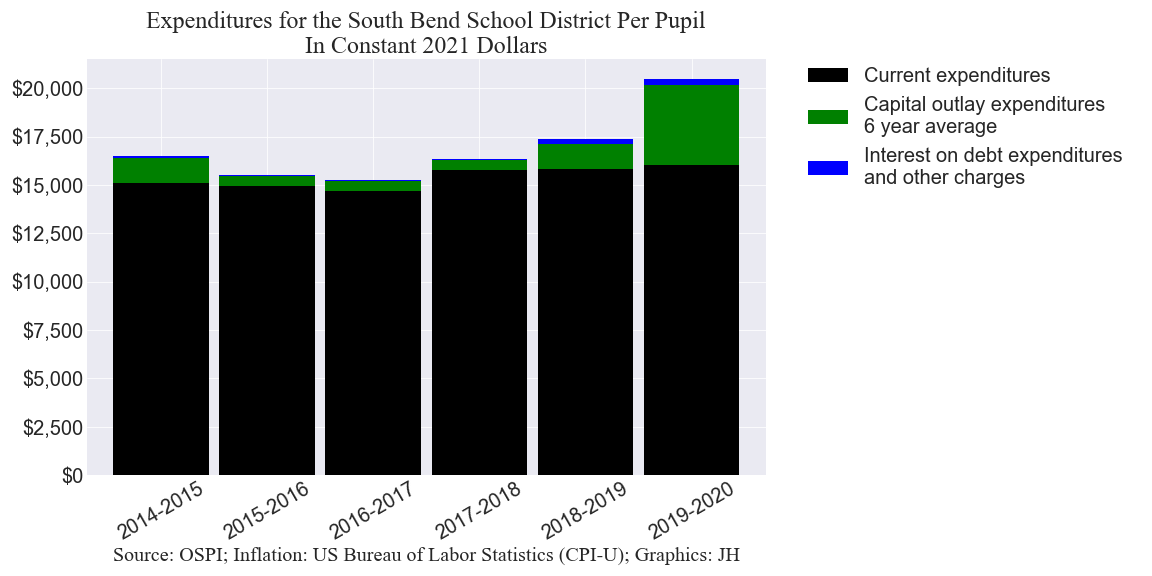 Expenditures for the South Bend School District Per Pupil
In Constant 2021 Dollars
$20,000
$17,500
$15,000
$12,500
$10,000
$7,500
$5,000
$2,500
$0
2014-2015
2015-2016
2016-2017
2017-2018
2018-2019
2019-2020
Current expenditures
Capital outlay expenditures
6 year average
Interest on debt expenditures
and other charges
Source: OSPI; Inflation: US Bureau of Labor Statistics (CPI-U); Graphics: JH